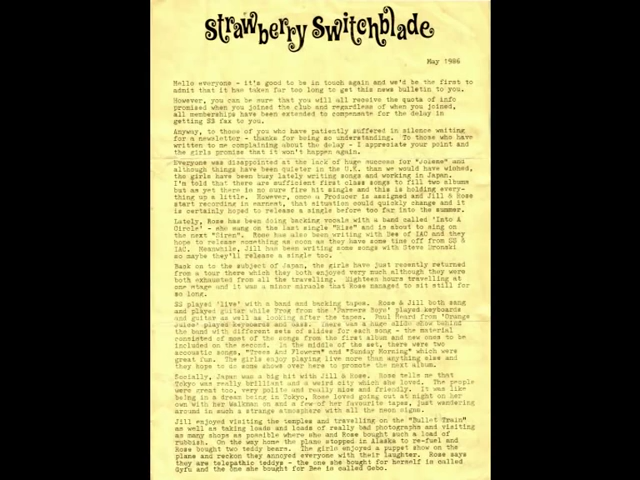 strawberry Switchblade
May 1986
Hello everyone - it's good to be in touch again and we'd be the first to
admit that it has taken far too long to get this news bulletin to you.
However, you can be sure that you will all receive the quota of info
promised when you joined the club and regardless of when you joined,
all memberships have been extended to compensate for the delay in
getting SS fax to you.
Anyway, to those of you who have patiently suffered in silence waiting
for a newsletter - thanks for being so understanding. To those who have
written to me complaining about the delay - I appreciate your point and
the girls promise that it won't happen again.
Everyone was disappointed at the lack of huge success for "Jolene" and
although things have been quieter in the U.K. than we would have wished,
the girls have been busy lately writing songs and working in Japan.
I'm told that there are sufficient first class songs to fill two albums
but as yet there is no sure fire hit single and this is holding every-
thing up a little. However, once a Producer is assigned and Jill & Rose
start recording in earnest, that situation could quickly change and it
is certainly hoped to release a single before too far into the summer.
Lately, Rose has been doing backing vocals with a band called 'Into A
Circle' - she sung on the last single "Rise" and is about to sing on
the next "Siren". Rose has also been writing with Bee of IAC and they
hope to release something as soon as they have some time off from SS &
IAC. Meanwhile, Jill has been writing some songs with Steve Bronski
so maybe they'll release a single too.
Back on to the subject of Japan, the girls have just recently returned
from a tour there which they both enjoyed very much although they were
both exhausted from all the travelling. Eighteen hours travelling at
one stage and it was a minor miracle that Rose managed to sit still for
so long.
SS played 'live' with a band and backing tapes. Rose & Jill both sang
and played guitar while Frog from the 'Farmers Boys' played keyboards
and guitar as well as looking after the tapes. Paul Heard from 'Orange
Juice' played keyboards and bass. There was a huge slide show behind
the band with different sets of slides for each song - the material
consisted of most of the songs from the first album and new ones to be
included on the second. In the middle of the set, there were two
accoustic songs, "Trees And Flowers" and "Sunday Morning" which were
great fun. The girls enjoy playing live more than anything else and
they hope to do some shows over here to promote the next album.
Socially, Japan was a big hit with Jill & Rose. Rose tells me that
Tokyo was really brilliant and a weird city which she loved. The people
were great too, very polite and really nice and friendly. It was like
being in a dream being in Tokyo, Rose loved going out at night on her
own with her Walkman on and a few of her favourite tapes, just wandering
around in such a strange atmosphere with all the neon signs.
Jill enjoyed visiting the temples and travelling on the "Bullet Train"
as well as taking loads and loads of really bad photographs and visiting
as many shops as possible where she and Rose bought such a load of
rubbish. On the way home the plane stopped in Alaska to re-fuel and
Rose bought two teddy bears. The girls enjoyed a puppet show on the
plane and reckon they annoyed everyone with their laughter. Rose says
they are telepathic teddys - the one she bought for herself is called
Gyfu and the one she bought for Bee is called Gebo.